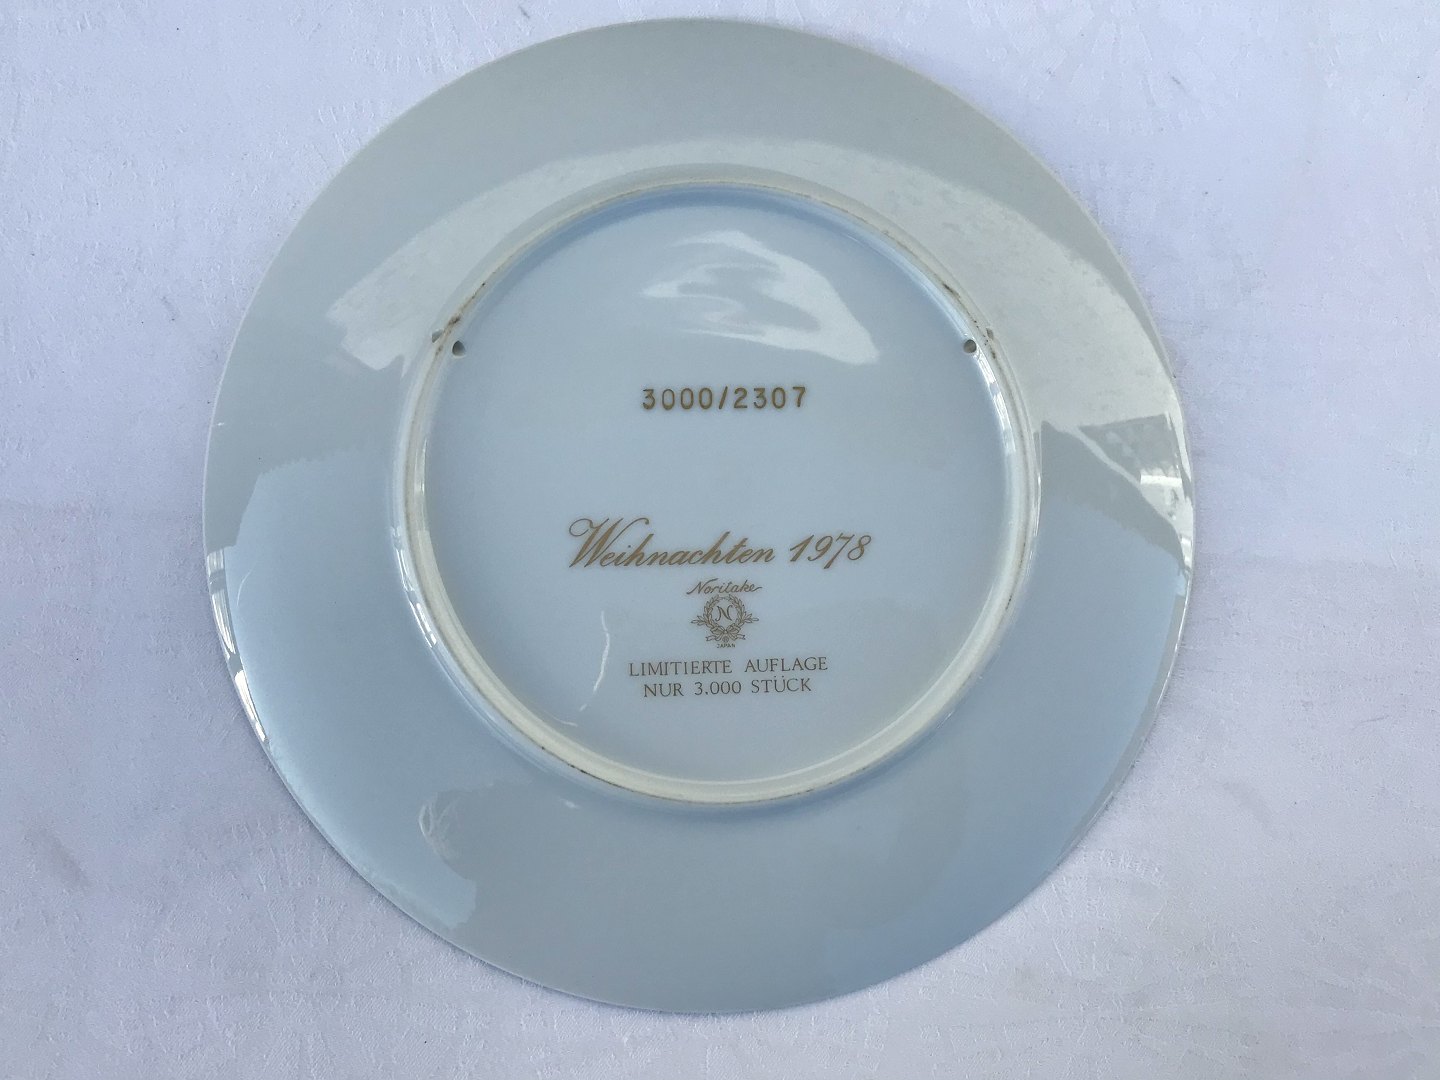 3000/2307
Weihnachten 1978
Noritake
N
JAPAN
LIMITIERTE AUFLAGE
NUR 3.000 STÜCK